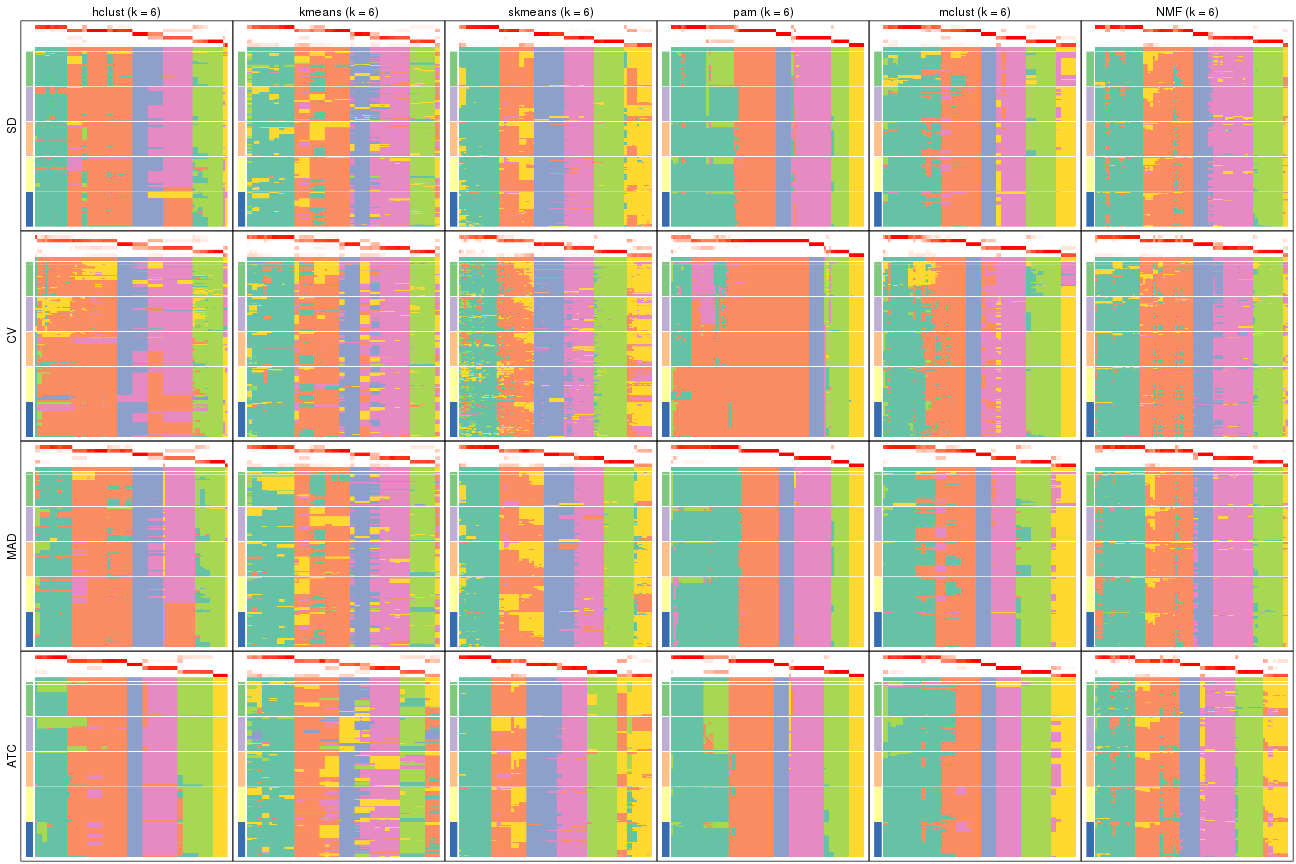 hclust (k = 6) kmeans (k = 6) skmeans (k = 6) pam (k = 6) mclust (k = 6) NMF (k = 6)
SD
CV
MAD
ATC